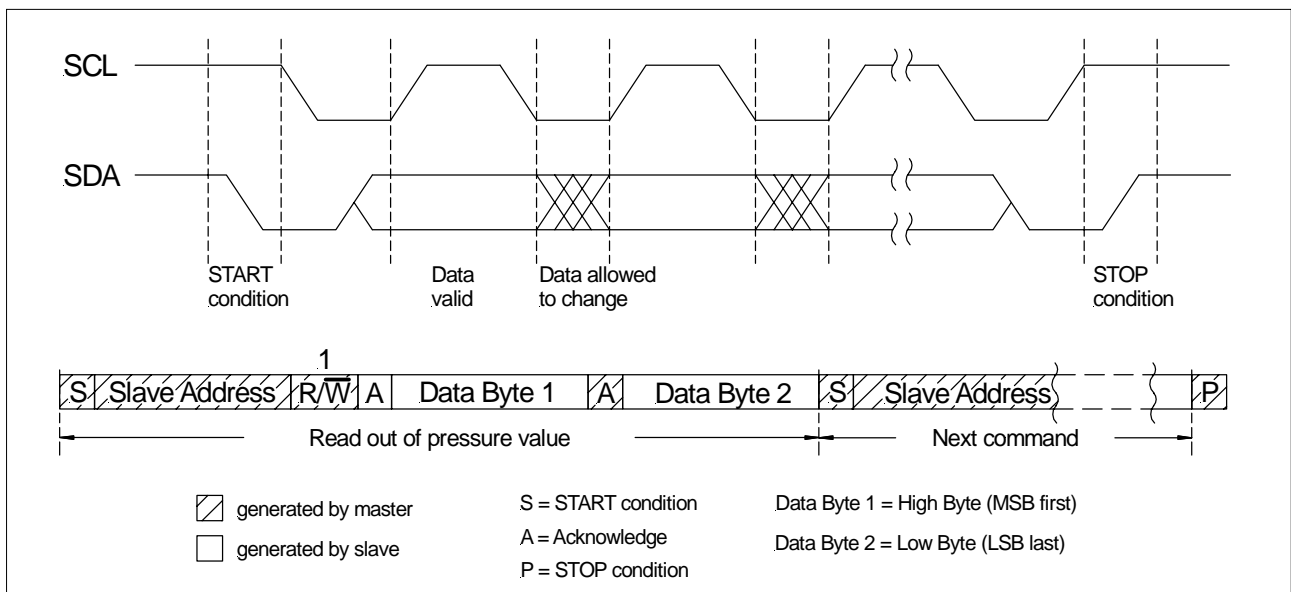 SCL
SDA
START condition
Data valid
Data allowed to change
STOP condition
1
S Slave Address R/W̅ A Data Byte 1 A Data Byte 2 S Slave Address P
Read out of pressure value Next command
generated by master
generated by slave
S = START condition
A = Acknowledge
P = STOP condition
Data Byte 1 = High Byte (MSB first)
Data Byte 2 = Low Byte (LSB last)